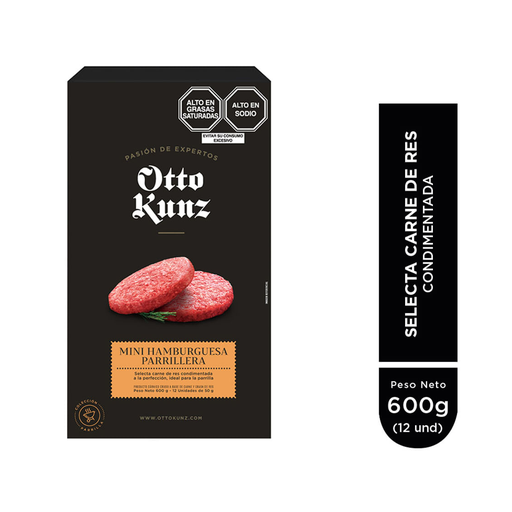 ALTO EN
GRASAS
SATURADAS
ALTO EN
SODIO
EVITAR SU CONSUMO
EXCESIVO
PASIÓN DE EXPERTOS
Otto
Kunz
MINI HAMBURGUESA
PARRILLERA
Selecta carne de res condimentada
a la perfección, ideal para la parrilla
Peso Neto 600 g - 12 Unidades de 50 g
COLECCIÓN
PARRILLA
WWW.OTTOKUNZ.COM
SELECTA CARNE DE RES
CONDIMENTADA
Peso Neto
600g
(12 und)